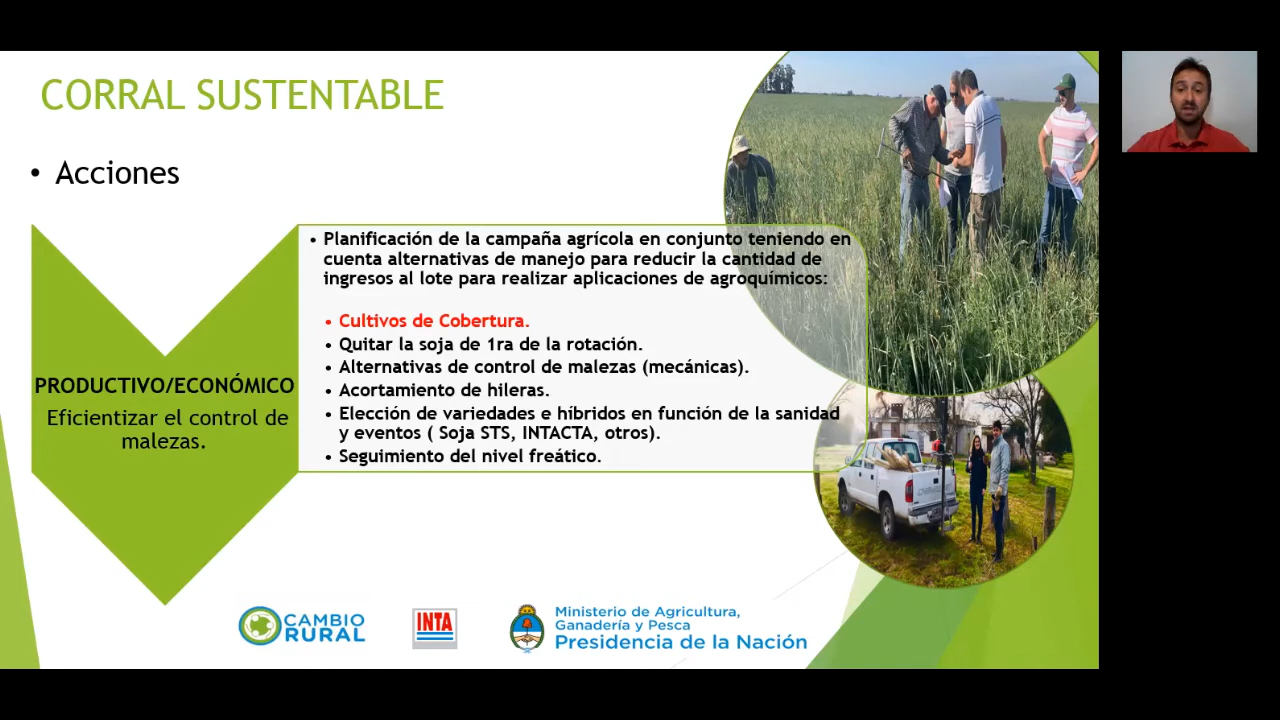 CORRAL SUSTENTABLE
• Acciones
PRODUCTIVO/ECONÓMICO
Eficientizar el control de
malezas.
• Planificación de la campaña agrícola en conjunto teniendo en
cuenta alternativas de manejo para reducir la cantidad de
ingresos al lote para realizar aplicaciones de agroquímicos:
• Cultivos de Cobertura.
• Quitar la soja de 1ra de la rotación.
• Alternativas de control de malezas (mecánicas).
• Acortamiento de hileras.
• Elección de variedades e híbridos en función de la sanidad
y eventos ( Soja STS, INTACTA, otros).
• Seguimiento del nivel freático.
CAMBIO
RURAL
INTA
Ministerio de Agricultura,
Ganadería y Pesca
Presidencia de la Nación